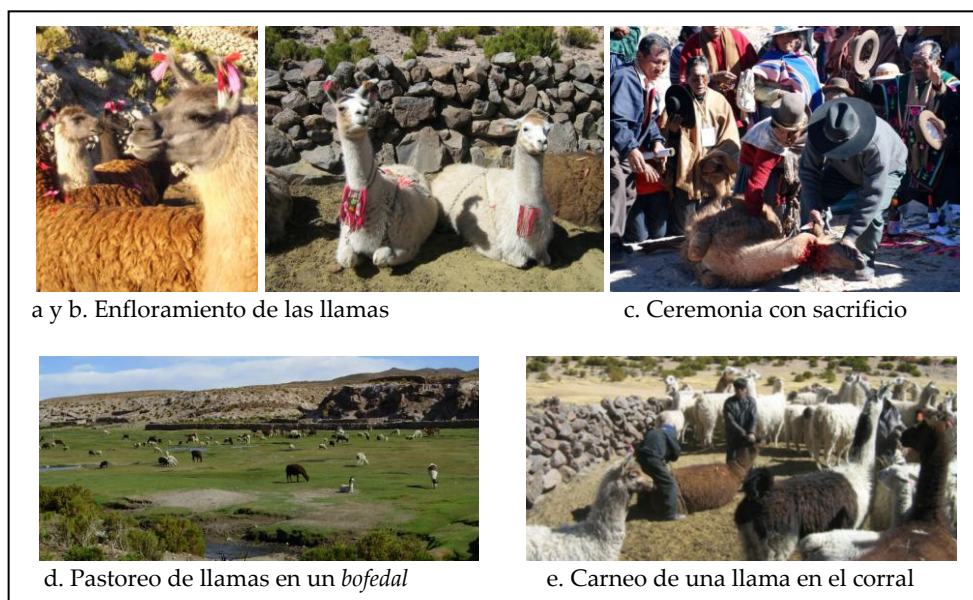 a y b. Enfloramiento de las llamas
c. Ceremonia con sacrificio
d. Pastoreo de llamas en un bofedal
e. Carneo de una llama en el corral